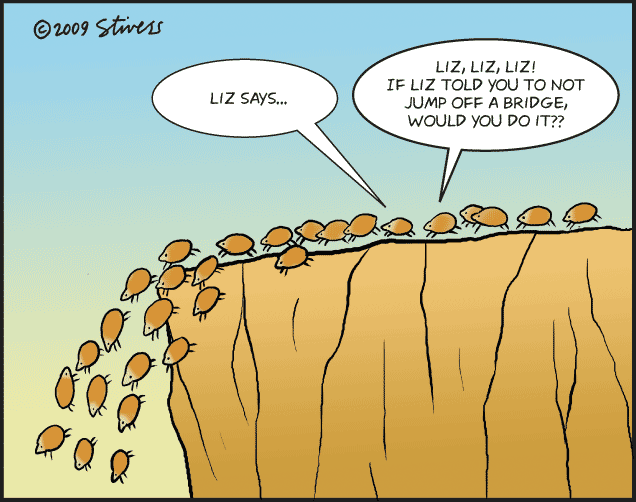 ©2009 Stivers
LIZ SAYS...
LIZ, LIZ, LIZ!
IF LIZ TOLD YOU TO NOT
JUMP OFF A BRIDGE,
WOULD YOU DO IT??